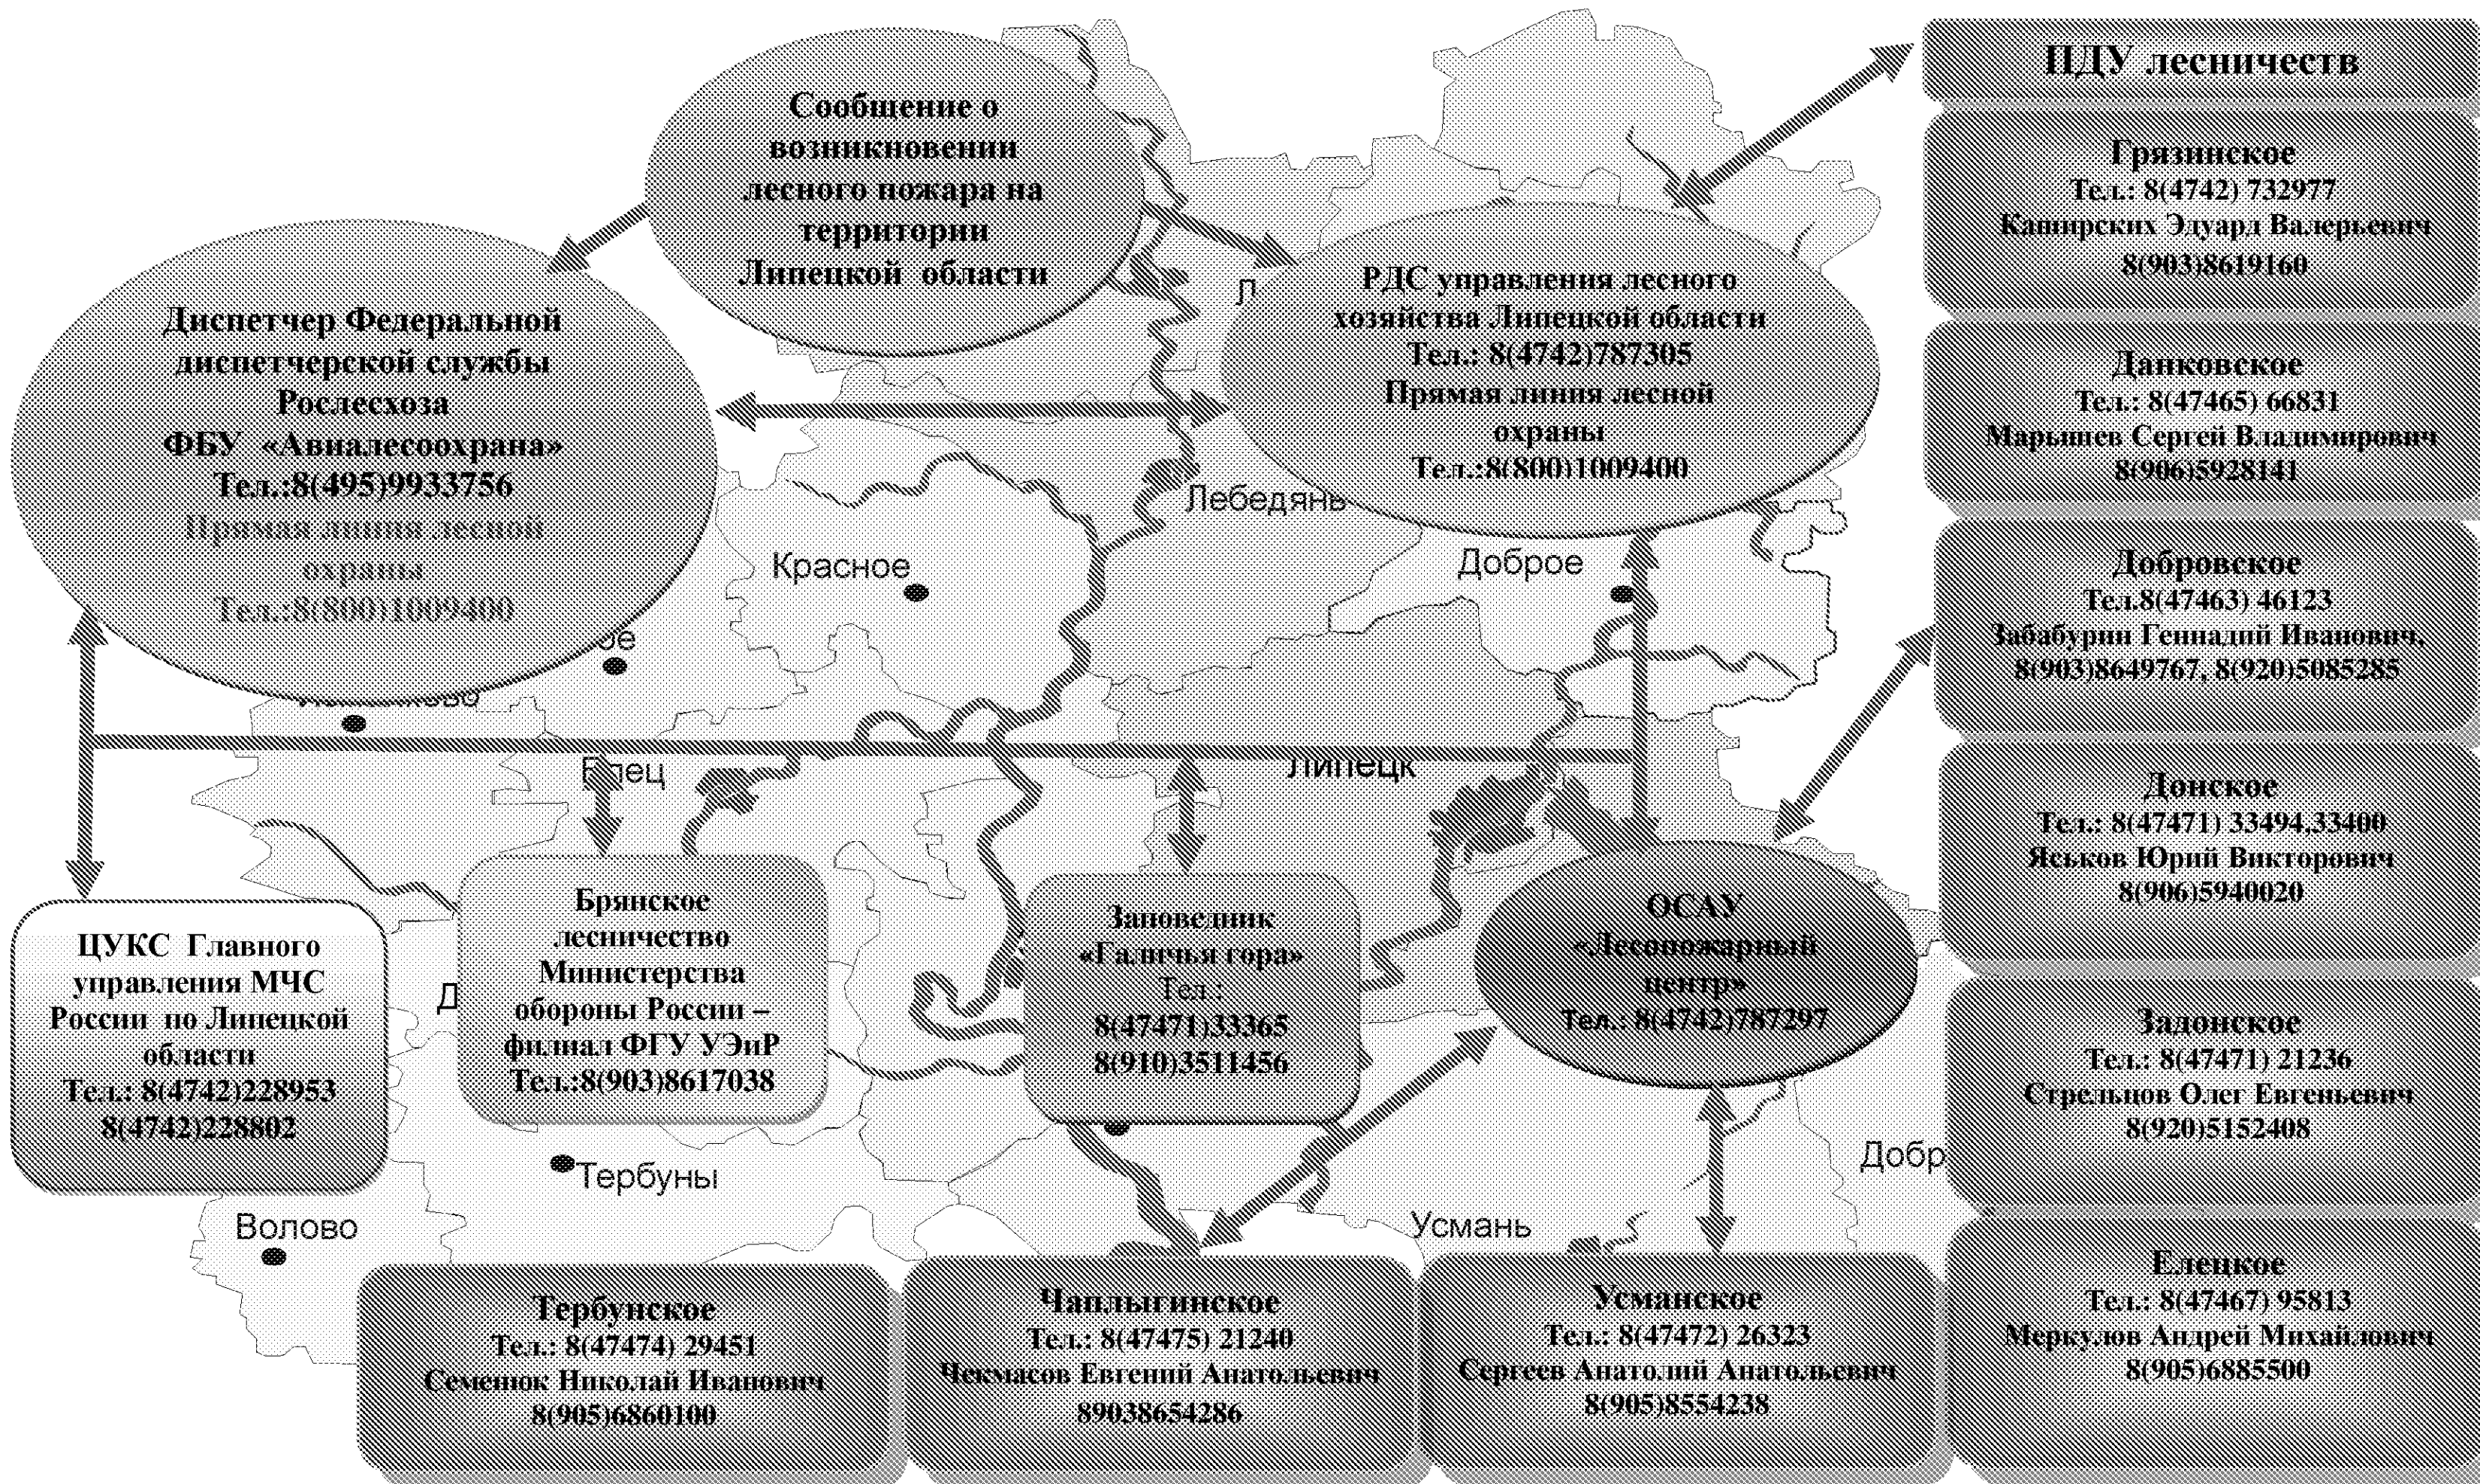 Сообщение о
возникновении
лесного пожара на
территории
Липецкой области
Диспетчер Федеральной
диспетчерской службы
Рослесхоза
ФБУ «Авиалесоохрана»
Тел.:8(495)9933756
Прямая линия лесной
охраны
Тел.:8(800)1009400
РДС управления лесного
хозяйства Липецкой области
Тел.: 8(4742)787305
Прямая линия лесной
охраны
Тел.:8(800)1009400
ПДУ лесничеств
Грязинское
Тел.: 8(4742) 732977
Каширских Эдуард Валерьевич
8(903)8619160
Данковское
Тел.: 8(47465) 66831
Марышев Сергей Владимирович
8(906)5928141
Добровское
Тел.8(47463) 46123
Забабурин Геннадий Иванович,
8(903)8649767, 8(920)5085285
Донское
Тел.: 8(47471) 33494,33400
Яськов Юрий Викторович
8(906)5940020
Задонское
Тел.: 8(47471) 21236
Стрельцов Олег Евгеньевич
8(920)5152408
Елецкое
Тел.: 8(47467) 95813
Меркулов Андрей Михайлович
8(905)6885500
Л
Лебедянь
Красное
Доброе
ое
Елец
Липецк
Д
Тербуны
Волово
Усмань
Добр
ЦУКС Главного
управления МЧС
России по Липецкой
области
Тел.: 8(4742)228953
8(4742)228802
Брянское
лесничество
Министерства
обороны России –
филиал ФГУ УЭиР
Тел.:8(903)8617038
Заповедник
«Галичья гора»
Тел.:
8(47471)33365
8(910)3511456
ОСАУ
«Лесопожарный
центр»
Тел.: 8(4742)787297
Тербунское
Тел.: 8(47474) 29451
Семенюк Николай Иванович
8(905)6860100
Чаплыгинское
Тел.: 8(47475) 21240
Чекмасов Евгений Анатольевич
89038654286
Усманское
Тел.: 8(47472) 26323
Сергеев Анатолий Анатольевич
8(905)8554238